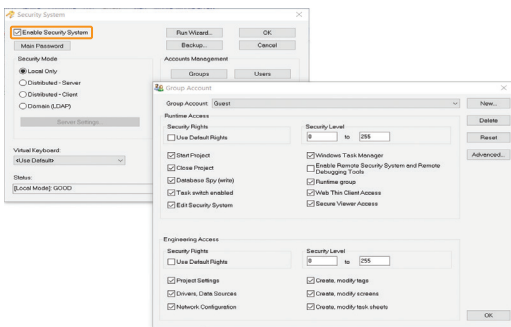 Security System
Enable Security System
Run Wizard...
OK
Main Password
Backup...
Cancel
Security Mode
Accounts Management
Local Only
Groups
Users
Distributed - Server
Distributed - Client
Domain (LDAP)
Server Settings...
Virtual Keyboard:
<Use Default>
Status:
[Local Mode]: GOOD
Group Account
Group Account: Guest
New...
Runtime Access
Delete
Security Rights
Security Level
Use Default Rights
0 to 255
Reset
Advanced...
Start Project
Windows Task Manager
Close Project
Enable Remote Security System and Remote
Debugging Tools
Database Spy (write)
Runtime group
Task switch enabled
Web Thin Client Access
Edit Security System
Secure Viewer Access
Engineering Access
Security Rights
Security Level
Use Default Rights
0 to 255
Project Settings
Create, modify tags
Drivers, Data Sources
Create, modify screens
Network Configuration
Create, modify task sheets
OK